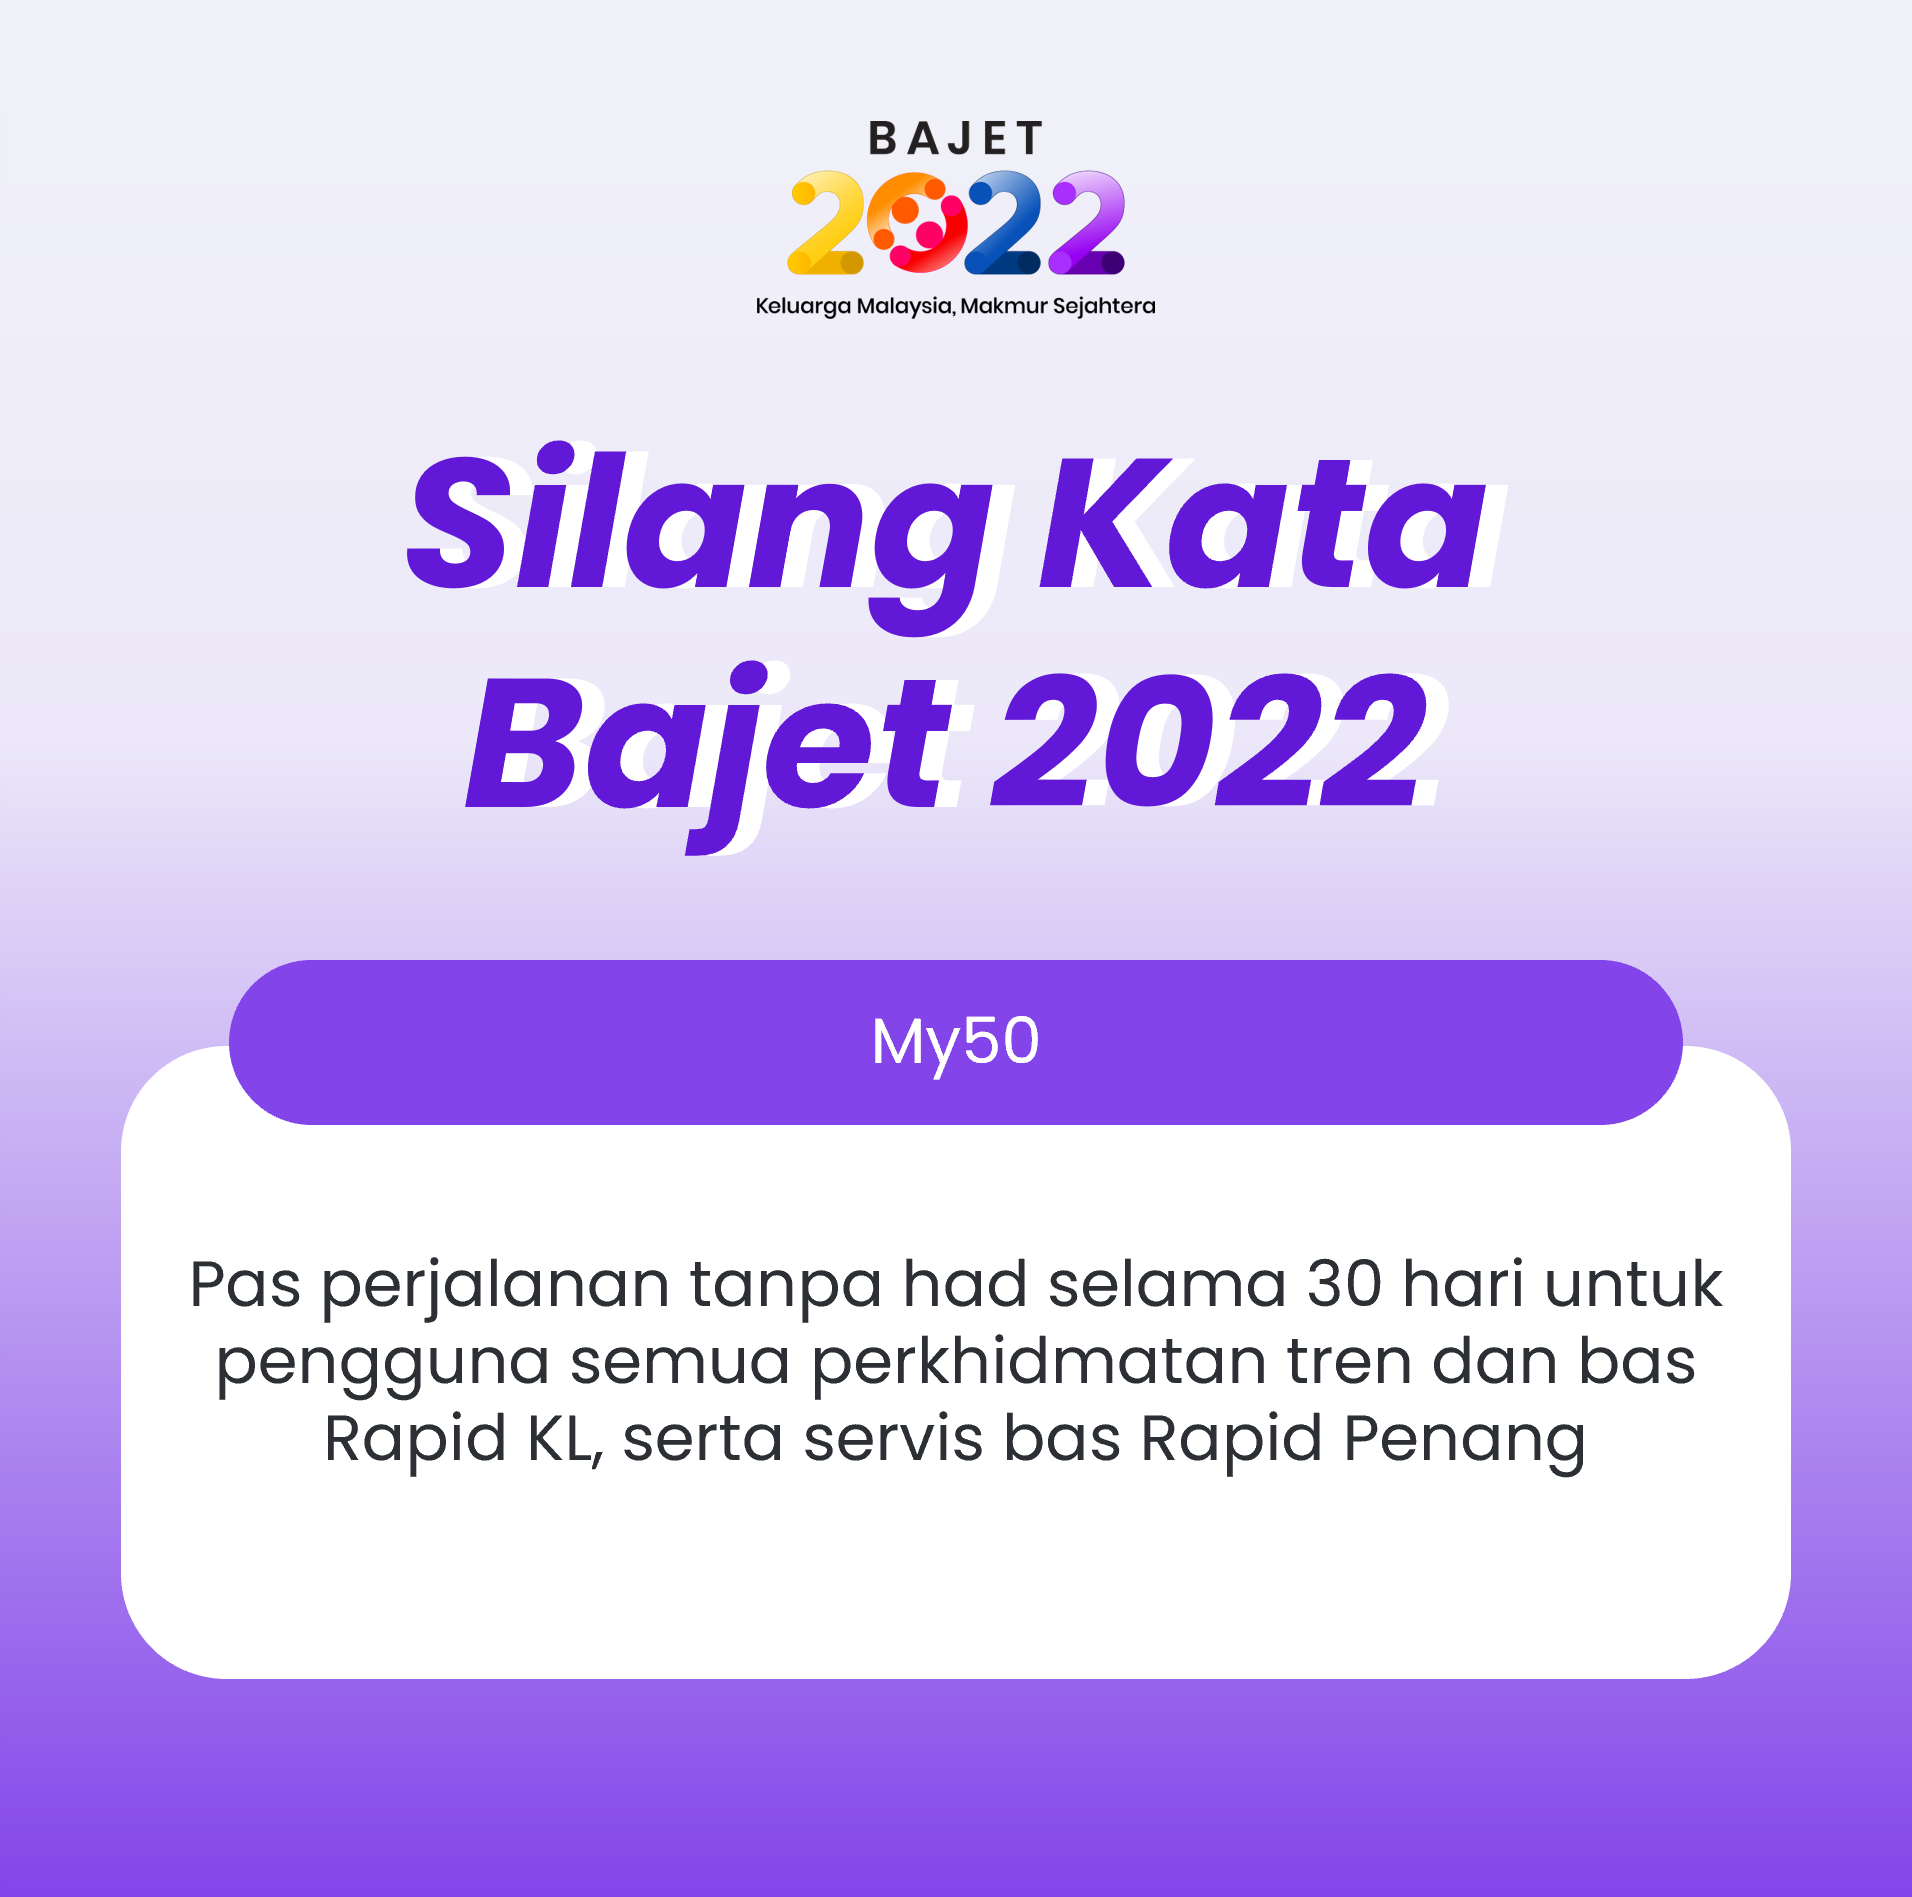 BAJET
2022
Keluarga Malaysia, Makmur Sejahtera
Silang Kata
Bajet 2022
My50
Pas perjalanan tanpa had selama 30 hari untuk
pengguna semua perkhidmatan tren dan bas
Rapid KL, serta servis bas Rapid Penang